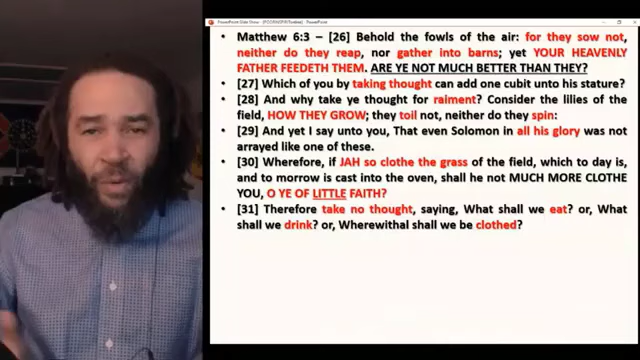 PowerPoint Slide Show - [POORINSPIRITonline]
• Matthew 6:3 – [26] Behold the fowls of the air: for they sow not,
neither do they reap, nor gather into barns; yet YOUR HEAVENLY
FATHER FEEDETH THEM. ARE YE NOT MUCH BETTER THAN THEY?
• [27] Which of you by taking thought can add one cubit unto his stature?
• [28] And why take ye thought for raiment? Consider the lilies of the
field, HOW THEY GROW; they toil not, neither do they spin:
• [29] And yet I say unto you, That even Solomon in all his glory was not
arrayed like one of these.
• [30] Wherefore, if JAH so clothe the grass of the field, which to day is,
and to morrow is cast into the oven, shall he not MUCH MORE CLOTHE
YOU, O YE OF LITTLE FAITH?
• [31] Therefore take no thought, saying, What shall we eat? or, What
shall we drink? or, Wherewithal shall we be clothed?